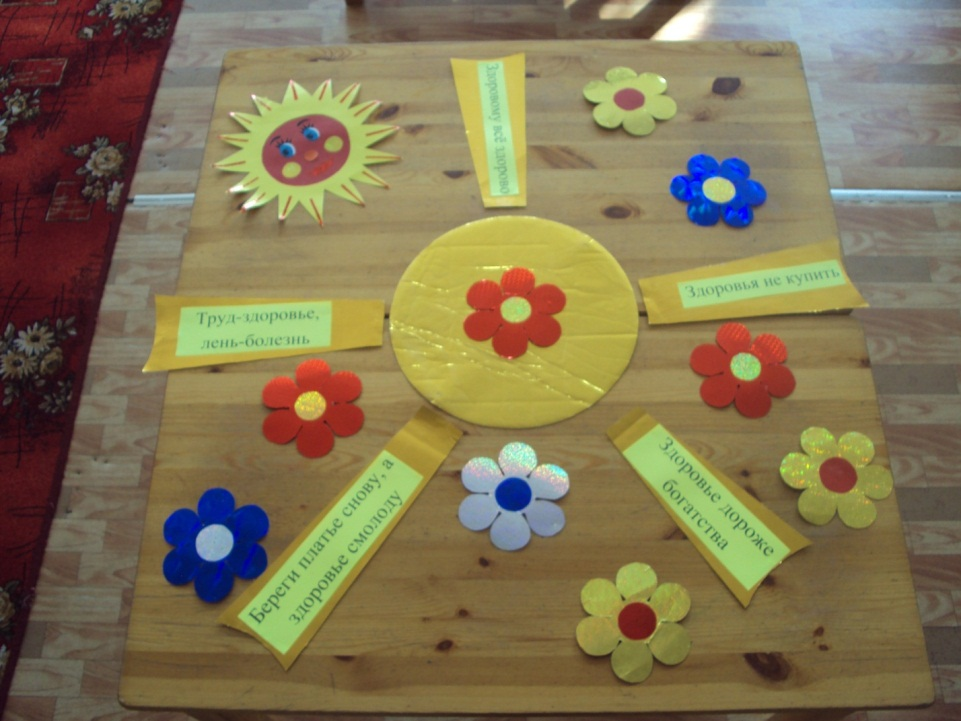 Здоровому всё здорово
Здоровья не купить
Труд-здоровье,
лень-болезнь
Береги платье снову, а
здоровье смолоду
Здоровье дороже
богатства